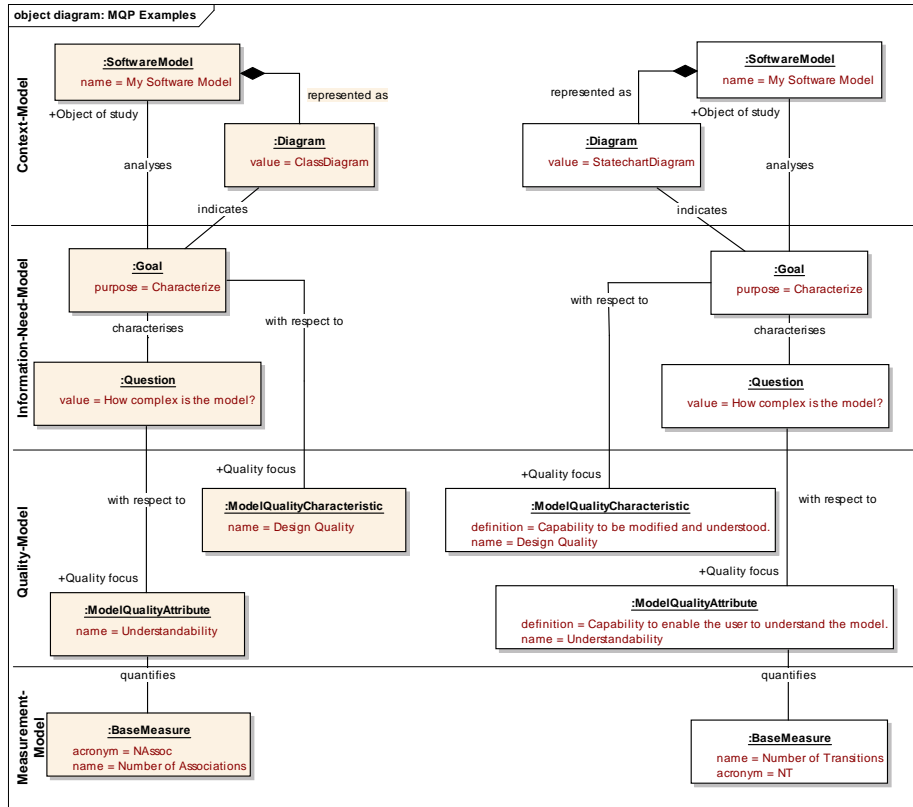 object diagram: MQP Examples
Context-Model
:SoftwareModel
name = My Software Model
+Object of study
represented as
:Diagram
value = ClassDiagram
analyses
indicates
:SoftwareModel
name = My Software Model
+Object of study
represented as
:Diagram
value = StatechartDiagram
analyses
indicates
Information-Need-Model
:Goal
purpose = Characterize
characterises
with respect to
:Question
value = How complex is the model?
:Goal
purpose = Characterize
with respect to
characterises
:Question
value = How complex is the model?
Quality-Model
+Quality focus
with respect to
:ModelQualityCharacteristic
name = Design Quality
+Quality focus
:ModelQualityAttribute
name = Understandability
+Quality focus
with respect to
:ModelQualityCharacteristic
definition = Capability to be modified and understood.
name = Design Quality
+Quality focus
:ModelQualityAttribute
definition = Capability to enable the user to understand the model.
name = Understandability
Measurement-
Model
quantifies
:BaseMeasure
acronym = NAssoc
name = Number of Associations
quantifies
:BaseMeasure
name = Number of Transitions
acronym = NT